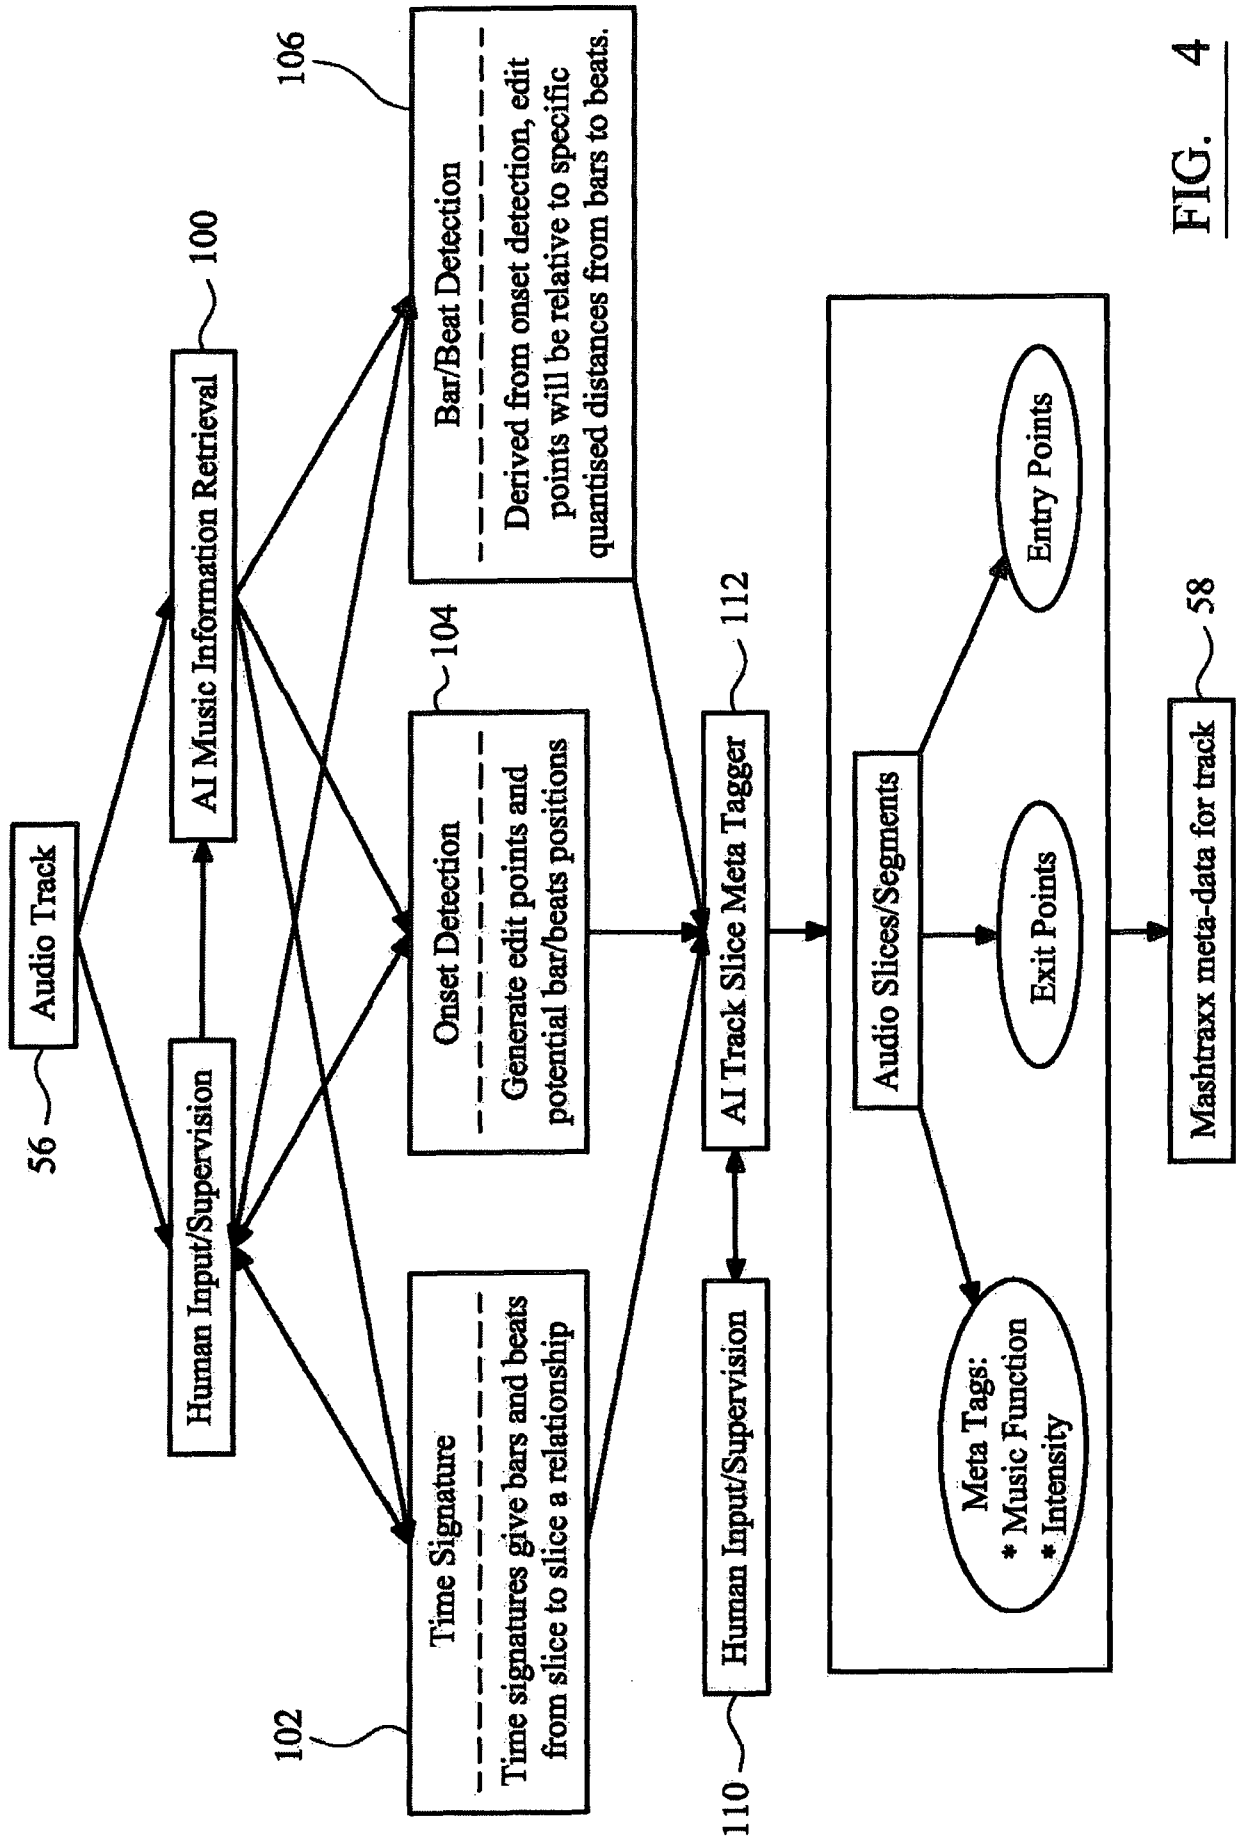 Audio Track
56
Human Input/Supervision
AI Music Information Retrieval
100
102
Time Signature
Time signatures give bars and beats
from slice to slice a relationship
Onset Detection
104
Generate edit points and
potential bar/beats positions
106
Bar/Beat Detection
Derived from onset detection, edit
points will be relative to specific
quantised distances from bars to beats.
110
Human Input/Supervision
AI Track Slice Meta Tagger
112
Audio Slices/Segments
Meta Tags:
* Music Function
* Intensity
Exit Points
Entry Points
Mashtraxx meta-data for track
58
FIG. 4